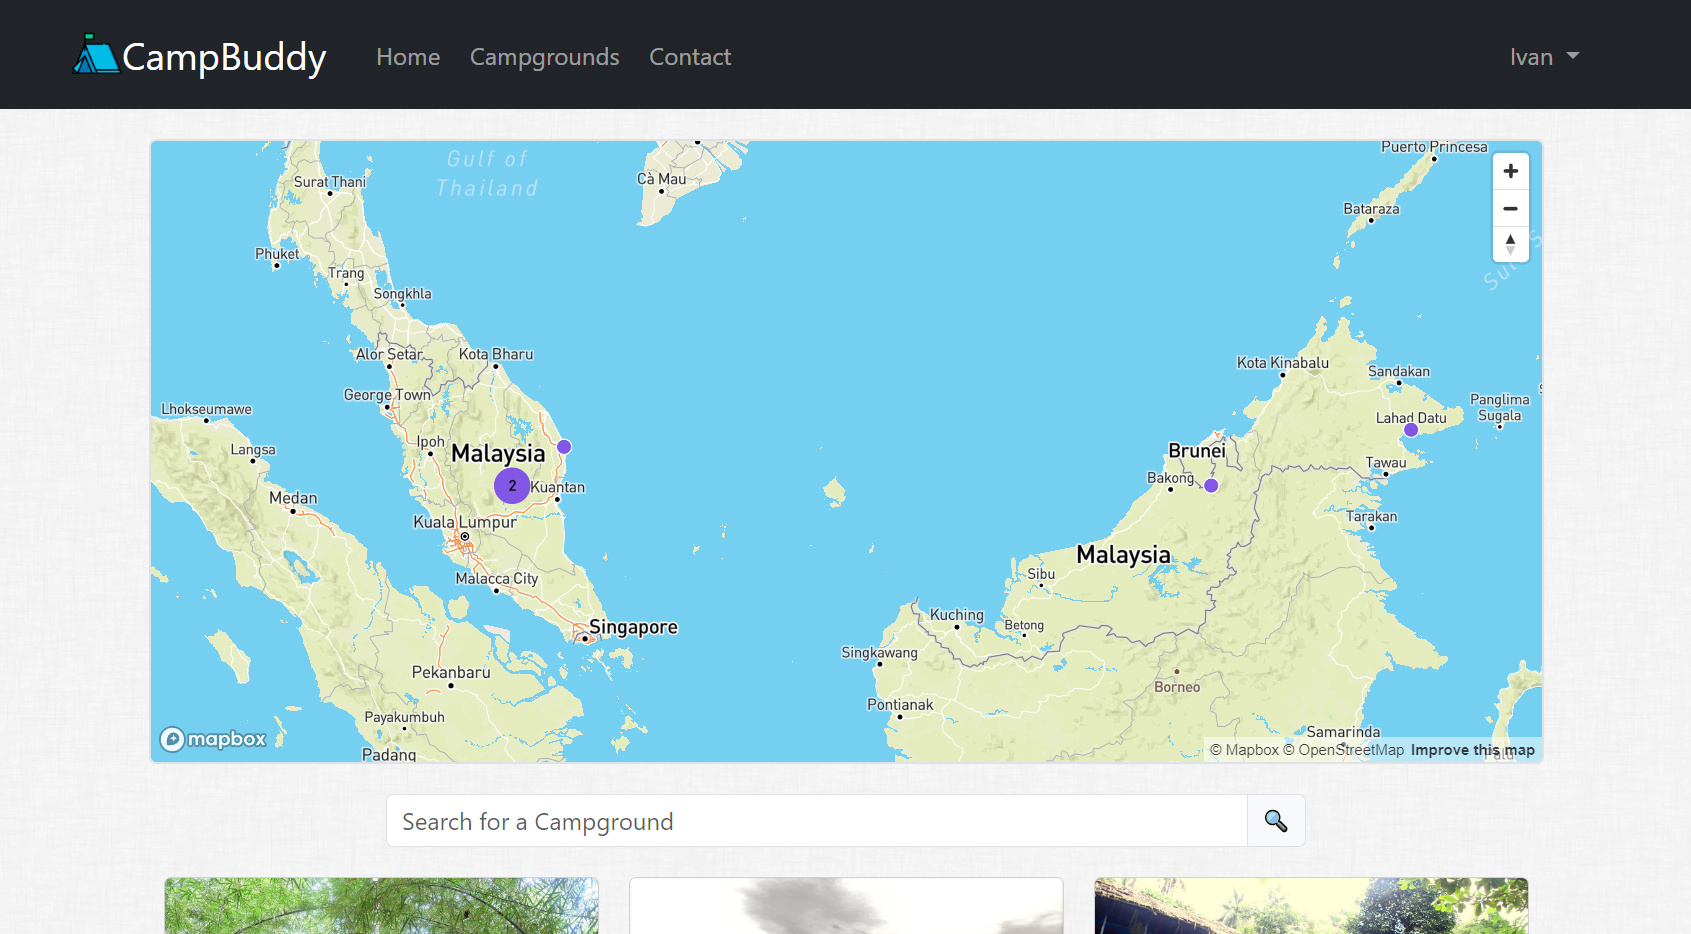 CampBuddy
Home
Campgrounds
Contact
Ivan
Gulf of
Thailand
Surat Thani
Phuket
Trang
Songkhla
Alor Setar
Kota Bharu
George Town
Lhokseumawe
Langsa
Ipoh
Malaysia
2
Kuantan
Medan
Kuala Lumpur
Malacca City
Singapore
Pekanbaru
Payakumbuh
Padang
Cà Mau
Puerto Princesa
Bataraza
Kota Kinabalu
Sandakan
Panglima
Sugala
Lahad Datu
Brunei
Bakong
Tawau
Tarakan
Malaysia
Sibu
Kuching
Betong
Singkawang
Borneo
Pontianak
Samarinda
mapbox
© Mapbox © OpenStreetMap Improve this map
Search for a Campground